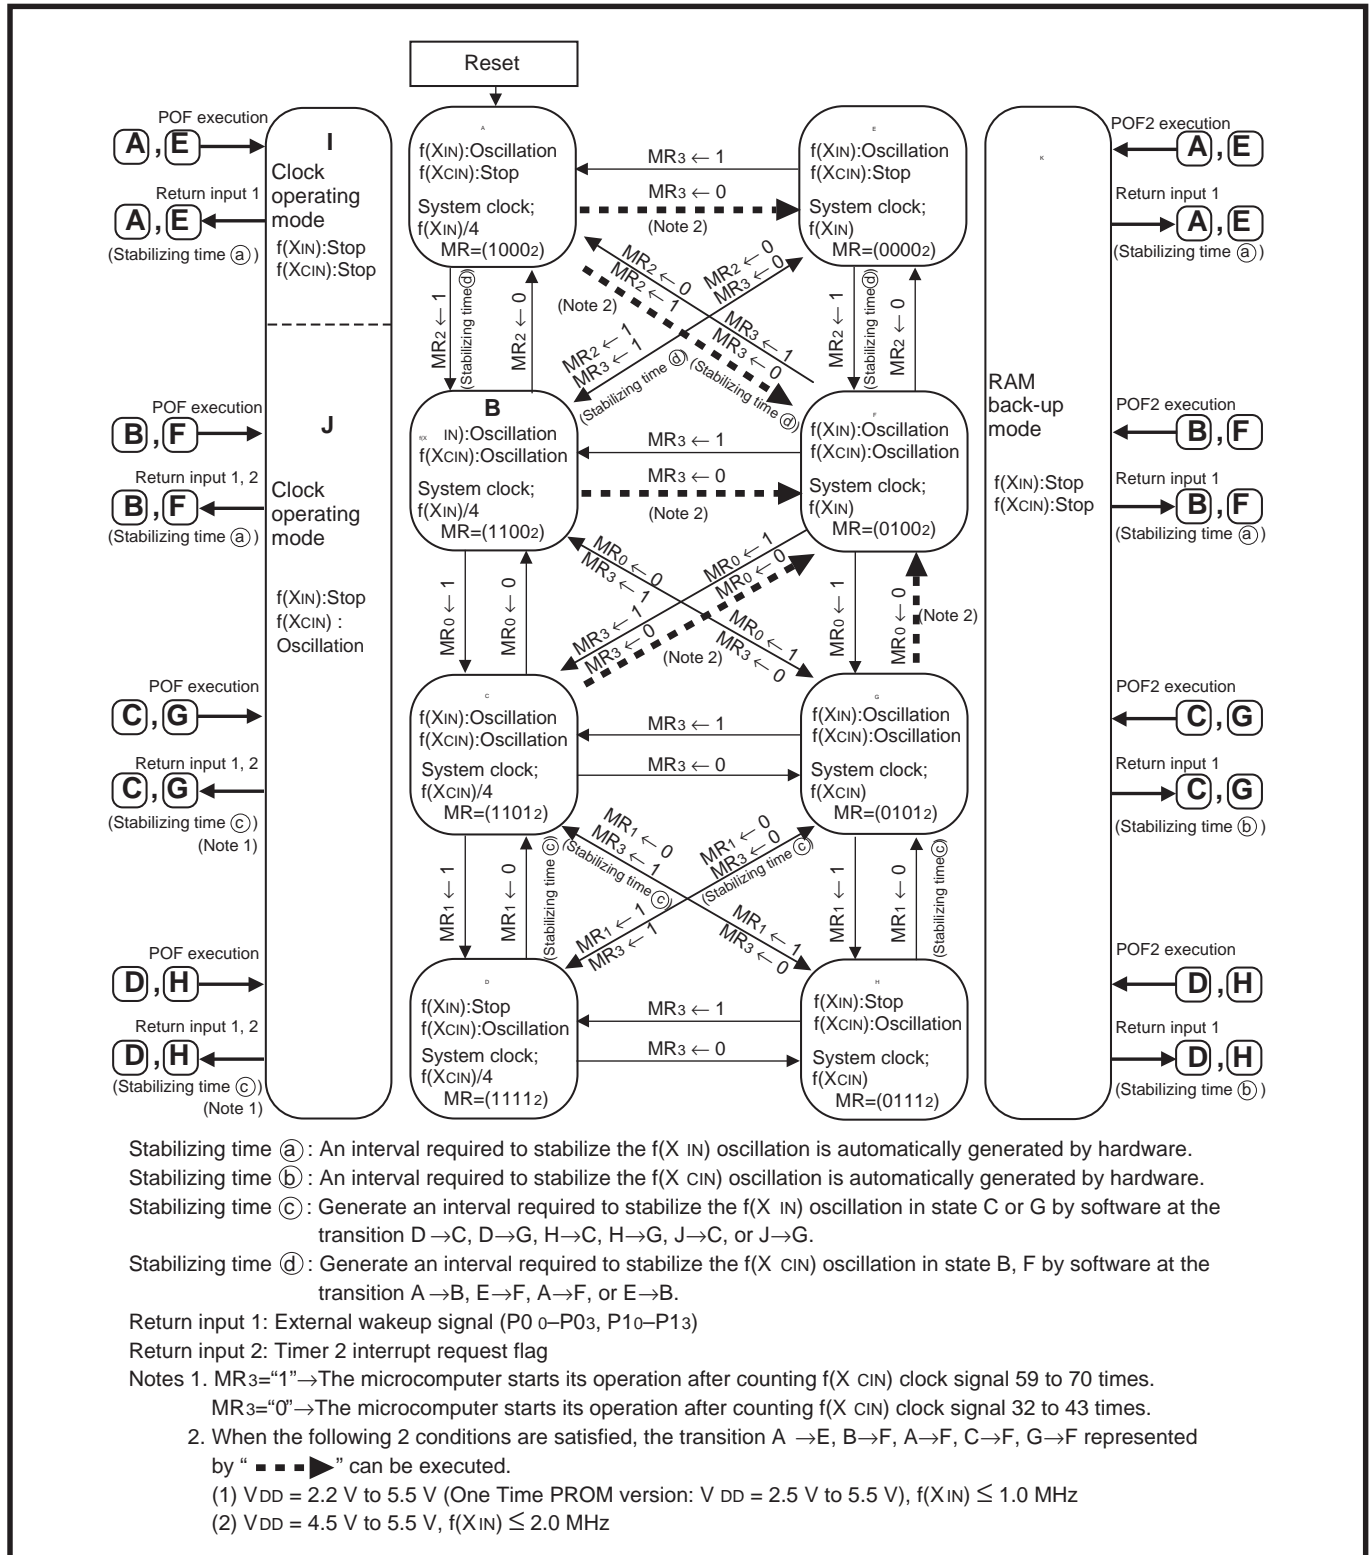 Reset
POF execution
A , E
Return input 1
A , E
(Stabilizing time ⓐ)
POF execution
B , F
Return input 1, 2
B , F
(Stabilizing time ⓐ)
POF execution
C , G
Return input 1, 2
C , G
(Stabilizing time ⓒ)
(Note 1)
POF execution
D , H
Return input 1, 2
D , H
(Stabilizing time ⓒ)
(Note 1)
I
Clock
operating
mode
f(XIN):Stop
f(XCIN):Stop
J
Clock
operating
mode
f(XIN):Stop
f(XCIN) :
Oscillation
A
f(XIN):Oscillation
f(XCIN):Stop
System clock;
f(XIN)/4
MR=(10002)
MR3 ← 1
MR3 ← 0
(Note 2)
E
f(XIN):Oscillation
f(XCIN):Stop
System clock;
f(XIN)
MR=(00002)
MR2 ← 1
(Stabilizing time ⓓ)
MR2 ← 0
(Note 2)
MR2 ← 0
MR2 ← 1
MR2 ← 0
MR3 ← 0
MR3 ← 1
MR3 ← 0
MR2 ← 1
MR3 ← 1
(Stabilizing time ⓓ)
(Stabilizing time ⓓ)
MR2 ← 1
(Stabilizing time ⓓ)
MR2 ← 0
B
f(X IN):Oscillation
f(XCIN):Oscillation
System clock;
f(XIN)/4
MR=(11002)
MR3 ← 1
MR3 ← 0
(Note 2)
F
f(XIN):Oscillation
f(XCIN):Oscillation
System clock;
f(XIN)
MR=(01002)
MR0 ← 1
MR0 ← 0
MR0 ← 0
MR3 ← 1
MR0 ← 1
MR0 ← 0
MR3 ← 1
MR3 ← 0
(Note 2)
MR0 ← 1
MR3 ← 0
MR0 ← 1
MR0 ← 0
(Note 2)
C
f(XIN):Oscillation
f(XCIN):Oscillation
System clock;
f(XCIN)/4
MR=(11012)
MR3 ← 1
MR3 ← 0
G
f(XIN):Oscillation
f(XCIN):Oscillation
System clock;
f(XCIN)
MR=(01012)
MR1 ← 1
MR1 ← 0
(Stabilizing time ⓒ)
MR1 ← 0
MR3 ← 1
(Stabilizing time ⓒ)
MR1 ← 0
MR3 ← 0
(Stabilizing time ⓒ)
MR1 ← 1
MR3 ← 1
MR1 ← 1
MR3 ← 0
MR1 ← 1
MR1 ← 0
(Stabilizing time ⓒ)
D
f(XIN):Stop
f(XCIN):Oscillation
System clock;
f(XCIN)/4
MR=(11112)
MR3 ← 1
MR3 ← 0
H
f(XIN):Stop
f(XCIN):Oscillation
System clock;
f(XCIN)
MR=(01112)
K
RAM
back-up
mode
f(XIN):Stop
f(XCIN):Stop
POF2 execution
A , E
Return input 1
A , E
(Stabilizing time ⓐ)
POF2 execution
B , F
Return input 1
B , F
(Stabilizing time ⓐ)
POF2 execution
C , G
Return input 1
C , G
(Stabilizing time ⓑ)
POF2 execution
D , H
Return input 1
D , H
(Stabilizing time ⓑ)
Stabilizing time ⓐ : An interval required to stabilize the f(X IN) oscillation is automatically generated by hardware.
Stabilizing time ⓑ : An interval required to stabilize the f(X CIN) oscillation is automatically generated by hardware.
Stabilizing time ⓒ : Generate an interval required to stabilize the f(X IN) oscillation in state C or G by software at the
transition D →C, D→G, H→C, H→G, J→C, or J→G.
Stabilizing time ⓓ : Generate an interval required to stabilize the f(X CIN) oscillation in state B, F by software at the
transition A →B, E→F, A→F, or E→B.
Return input 1: External wakeup signal (P0 0–P03, P10–P13)
Return input 2: Timer 2 interrupt request flag
Notes 1. MR3=“1”→The microcomputer starts its operation after counting f(X CIN) clock signal 59 to 70 times.
MR3=“0”→The microcomputer starts its operation after counting f(X CIN) clock signal 32 to 43 times.
2. When the following 2 conditions are satisfied, the transition A →E, B→F, A→F, C→F, G→F represented
by “ ” can be executed.
(1) VDD = 2.2 V to 5.5 V (One Time PROM version: V DD = 2.5 V to 5.5 V), f(XIN) ≤ 1.0 MHz
(2) VDD = 4.5 V to 5.5 V, f(XIN) ≤ 2.0 MHz